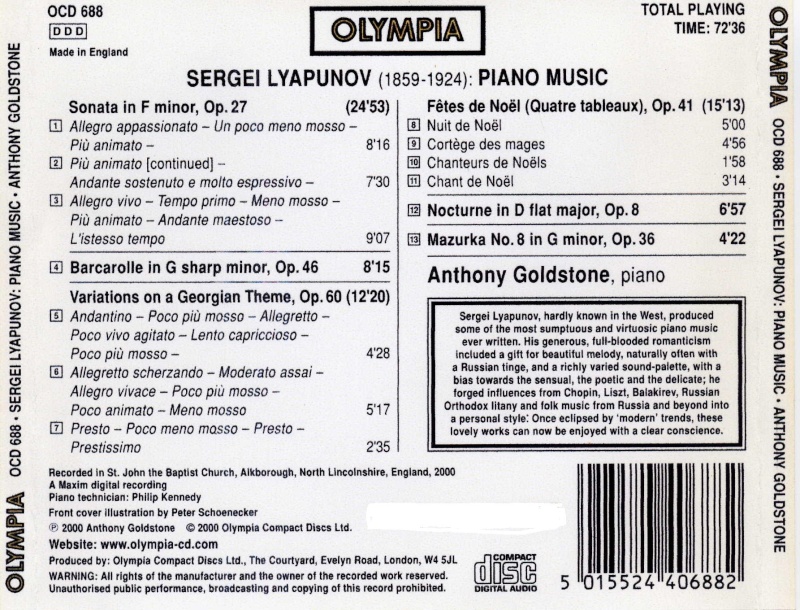 OCD 688
DDD
Made in England
OLYMPIA
TOTAL PLAYING
TIME: 72'36
SERGEI LYAPUNOV (1859-1924): PIANO MUSIC
Sonata in F minor, Op. 27 (24'53)
1 Allegro appassionato – Un poco meno mosso –
Più animato – 8'16
2 Più animato [continued] –
Andante sostenuto e molto espressivo – 7'30
3 Allegro vivo – Tempo primo – Meno mosso –
Più animato – Andante maestoso –
L'istesso tempo 9'07
4 Barcarolle in G sharp minor, Op. 46 8'15
Variations on a Georgian Theme, Op. 60 (12'20)
5 Andantino – Poco più mosso – Allegretto –
Poco vivo agitato – Lento capriccioso –
Poco più mosso – 4'28
6 Allegretto scherzando – Moderato assai –
Allegro vivace – Poco più mosso –
Poco animato – Meno mosso 5'17
7 Presto – Poco meno mosso – Presto –
Prestissimo 2'35
Fêtes de Noël (Quatre tableaux), Op. 41 (15'13)
8 Nuit de Noël 5'00
9 Cortège des mages 4'56
10 Chanteurs de Noëls 1'58
11 Chant de Noël 3'14
12 Nocturne in D flat major, Op. 8 6'57
13 Mazurka No. 8 in G minor, Op. 36 4'22
Anthony Goldstone, piano
Sergei Lyapunov, hardly known in the West, produced
some of the most sumptuous and virtuosic piano music
ever written. His generous, full-blooded romanticism
included a gift for beautiful melody, naturally often with
a Russian tinge, and a richly varied sound-palette, with
a bias towards the sensual, the poetic and the delicate; he
forged influences from Chopin, Liszt, Balakirev, Russian
Orthodox litany and folk music from Russia and beyond into
a personal style. Once eclipsed by 'modern' trends, these
lovely works can now be enjoyed with a clear conscience.
Recorded in St. John the Baptist Church, Alkborough, North Lincolnshire, England, 2000
A Maxim digital recording
Piano technician: Philip Kennedy
Front cover illustration by Peter Schoenecker
℗ 2000 Anthony Goldstone © 2000 Olympia Compact Discs Ltd.
Website: www.olympia-cd.com
Produced by: Olympia Compact Discs Ltd., The Courtyard, Evelyn Road, London, W4 5JL
WARNING: All rights of the manufacturer and the owner of the recorded work reserved.
Unauthorised public performance, broadcasting and copying of this record prohibited.
COMPACT
disc
DIGITAL AUDIO
5 015524 406882
OLYMPIA OCD 688 • SERGEI LYAPUNOV: PIANO MUSIC • ANTHONY GOLDSTONE
OLYMPIA OCD 688 • SERGEI LYAPUNOV: PIANO MUSIC • ANTHONY GOLDSTONE